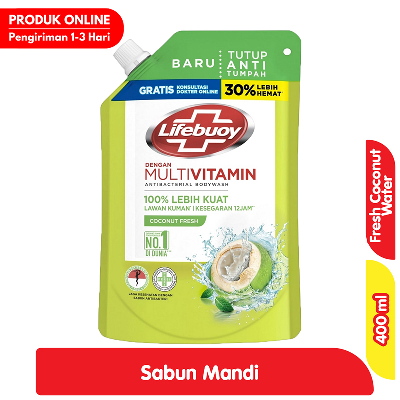 PRODUK ONLINE
Pengiriman 1-3 Hari
BARU
TUTUP
ANTI
TUMPAH
GRATIS KONSULTASI
DOKTER ONLINE
30% LEBIH
HEMAT
Lifebuoy
DENGAN
MULTIVITAMIN
ANTIBACTERIAL BODYWASH
100% LEBIH KUAT
LAWAN KUMAN | KESEGARAN 12JAM
COCONUT FRESH
NO.1
DI DUNIA
Fresh Coconut
Water
400 ml
Sabun Mandi